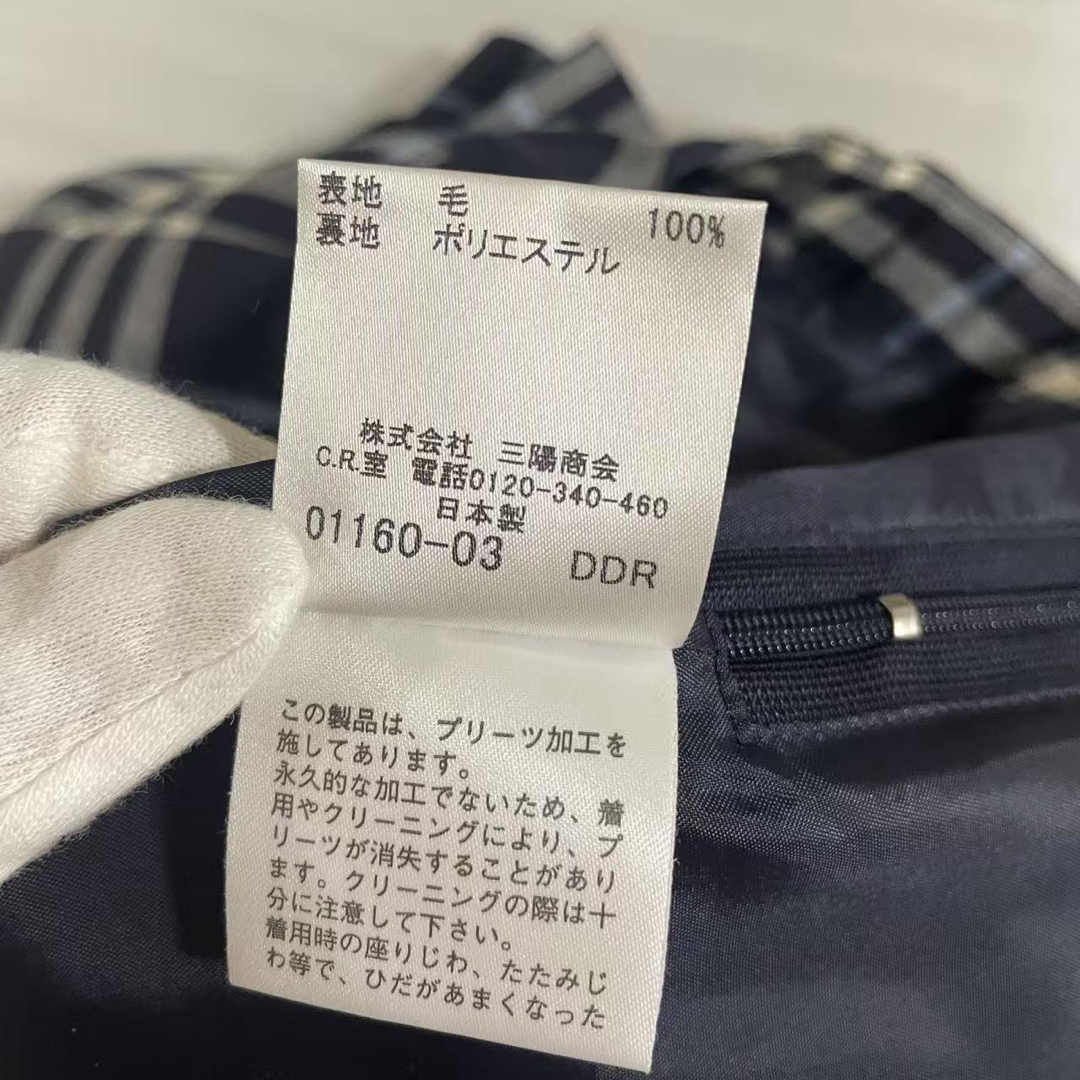 表地 毛 100%
裏地 ポリエステル
株式会社 三陽商会
C.R.室 電話0120-340-460
日本製
01160-03 DDR
この製品は、プリーツ加工を
施してあります。
永久的な加工でないため、着
用やクリーニングにより、プ
リーツが消失することがあり
ます。クリーニングの際は十
分に注意して下さい。
着用時の座りじわ、たたみじ
わ等で、ひだがあまくなった